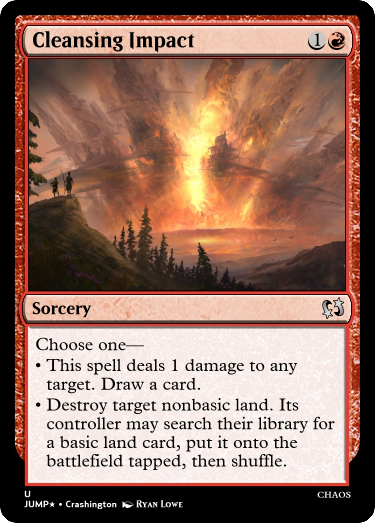 Cleansing Impact 1
Sorcery
Choose one—
• This spell deals 1 damage to any
target. Draw a card.
• Destroy target nonbasic land. Its
controller may search their library for
a basic land card, put it onto the
battlefield tapped, then shuffle.
U
JUMP★ • Crashington Ryan Lowe
CHAOS